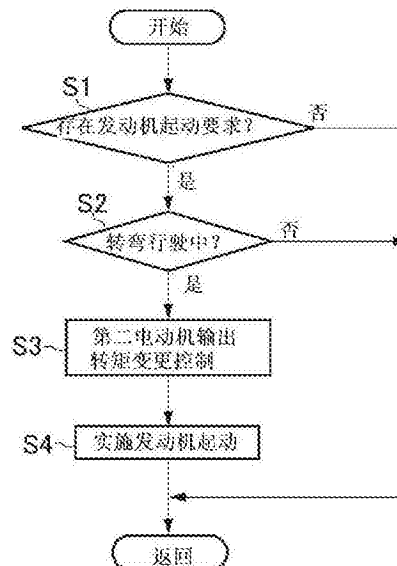 开始
S1
存在发动机起动要求?
否
是
S2
转弯行驶中?
否
是
S3
第二电动机输出
转矩变更控制
S4
实施发动机起动
返回